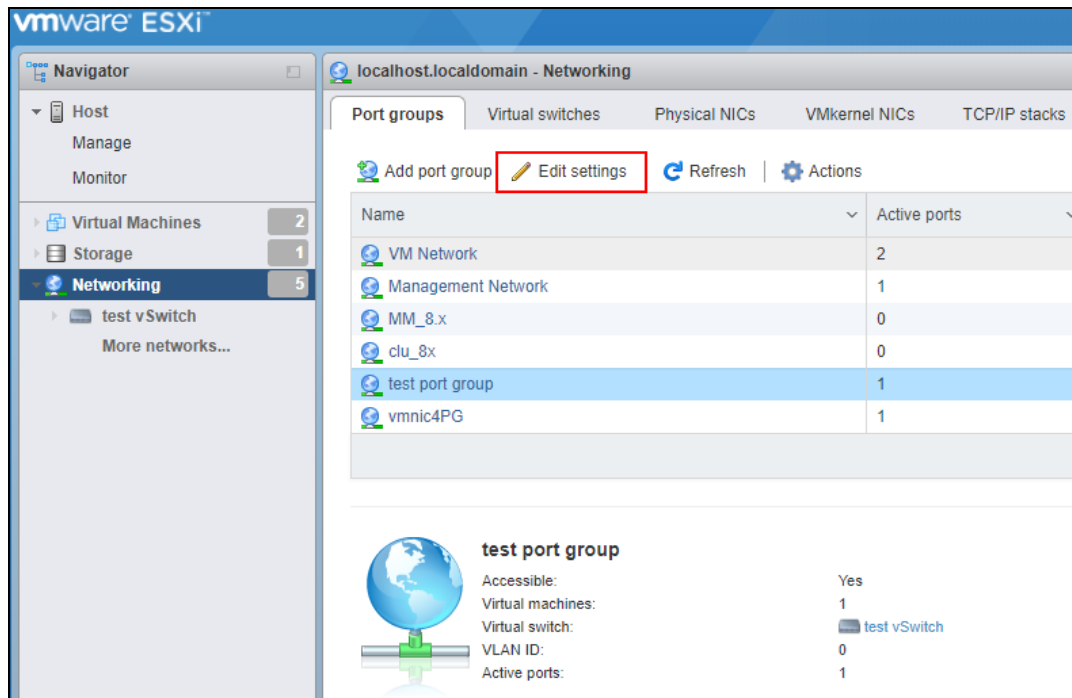 vmware ESXi™
Navigator
Host
Manage
Monitor
Virtual Machines 2
Storage 1
Networking 5
test vSwitch
More networks...
localhost.localdomain - Networking
Port groups Virtual switches Physical NICs VMkernel NICs TCP/IP stacks
Add port group Edit settings Refresh Actions
Name Active ports
VM Network 2
Management Network 1
MM_8.x 0
clu_8x 0
test port group 1
vmnic4PG 1
test port group
Accessible: Yes
Virtual machines: 1
Virtual switch: test vSwitch
VLAN ID: 0
Active ports: 1